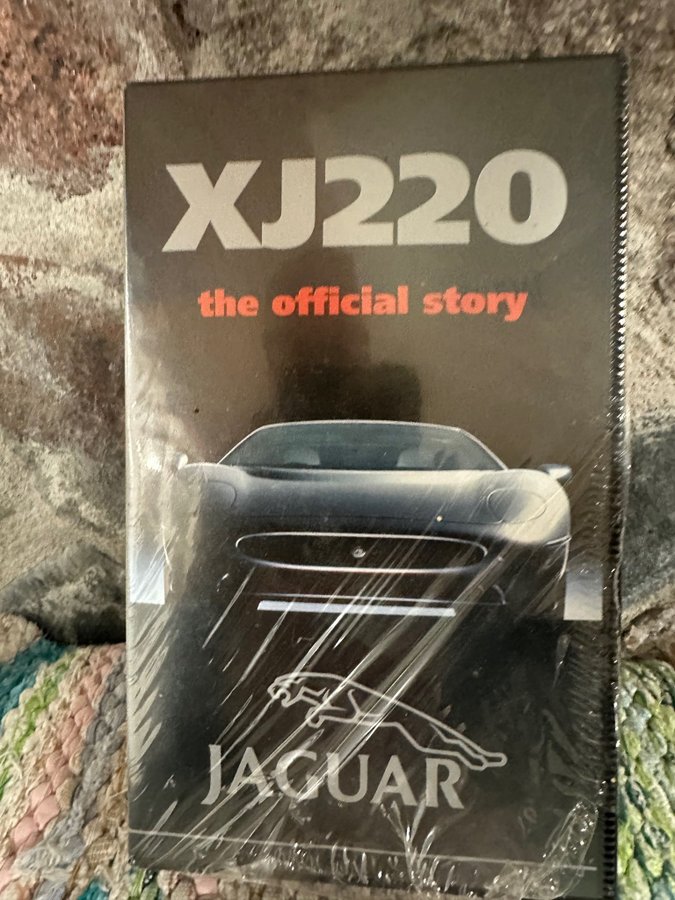 XJ220
the official story
JAGUAR